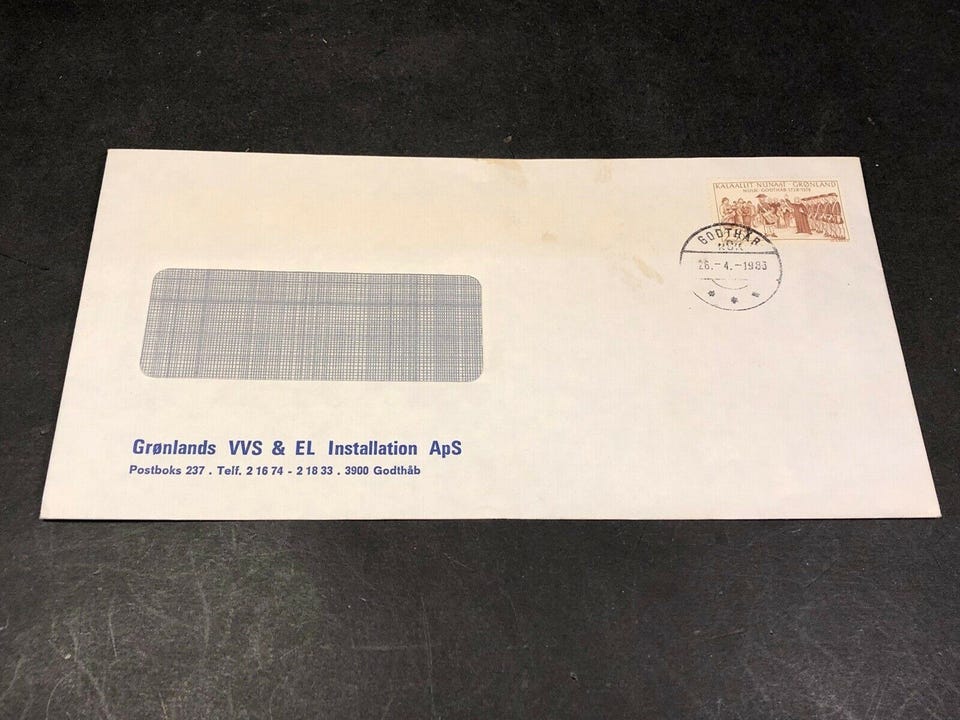 KALAALLIT NUNAAT · GRØNLAND
NUUK · GODTHÅB 1728-1978
GODTHÅB
NUK
26.-4.-1983
Grønlands VVS & EL Installation ApS
Postboks 237 . Telf. 2 16 74 - 2 18 33 . 3900 Godthåb